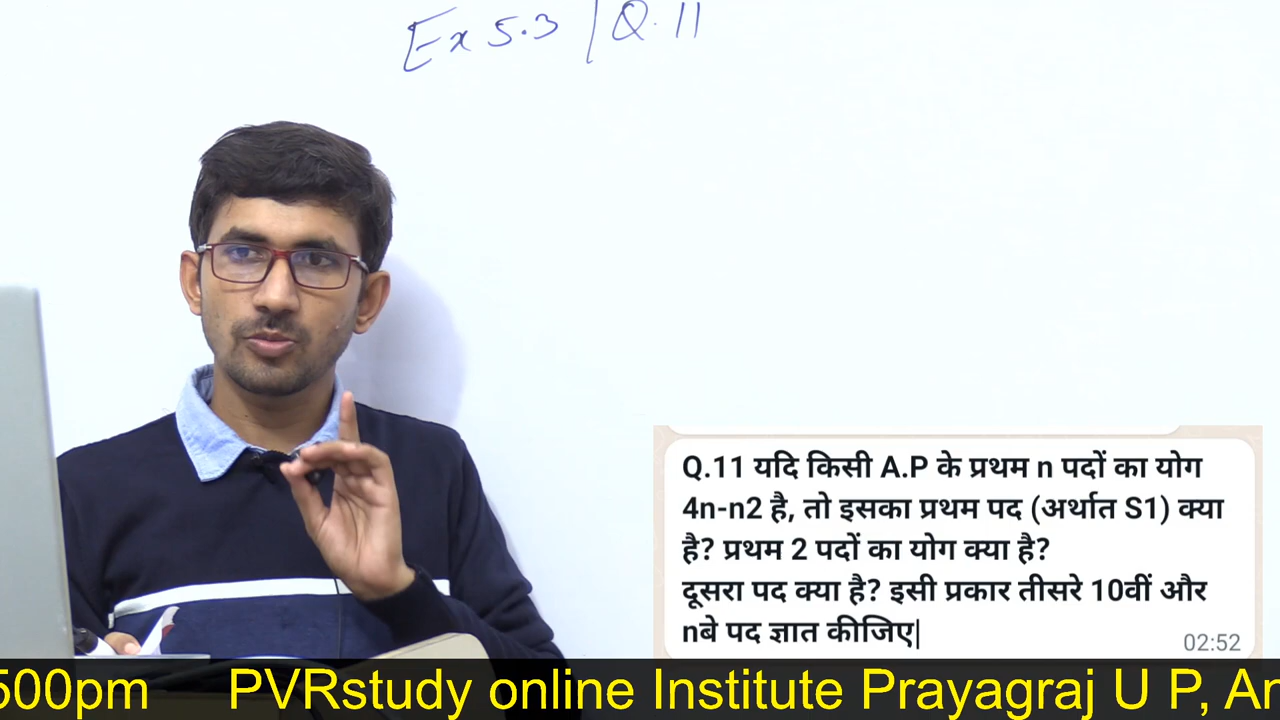 Ex 5.3 / Q.11
Q.11 यदि किसी A.P के प्रथम n पदों का योग
4n-n2 है, तो इसका प्रथम पद (अर्थात S1) क्या
है? प्रथम 2 पदों का योग क्या है?
दूसरा पद क्या है? इसी प्रकार तीसरे 10वीं और
nबे पद ज्ञात कीजिए
02:52
500pm PVRstudy online Institute Prayagraj U P, An